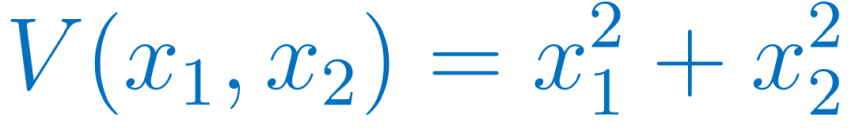 V(x₁, x₂) = x₁² + x₂²